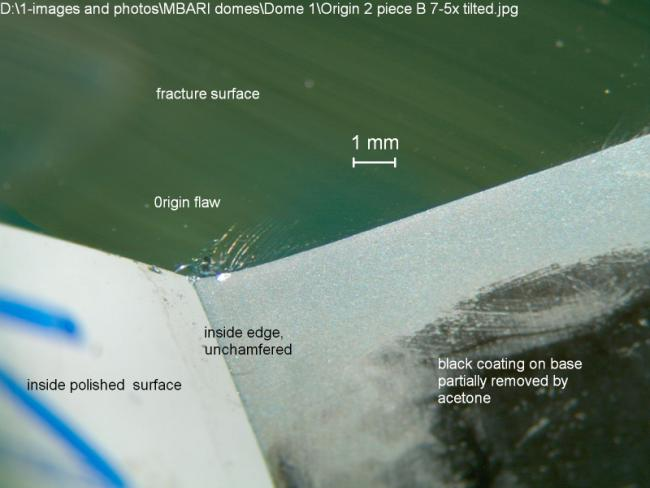 D:\1-images and photos\MBARI domes\Dome 1\Origin 2 piece B 7-5x tilted.jpg
fracture surface
1 mm
0rigin flaw
inside edge,
unchamfered
black coating on base
partially removed by
acetone
inside polished surface